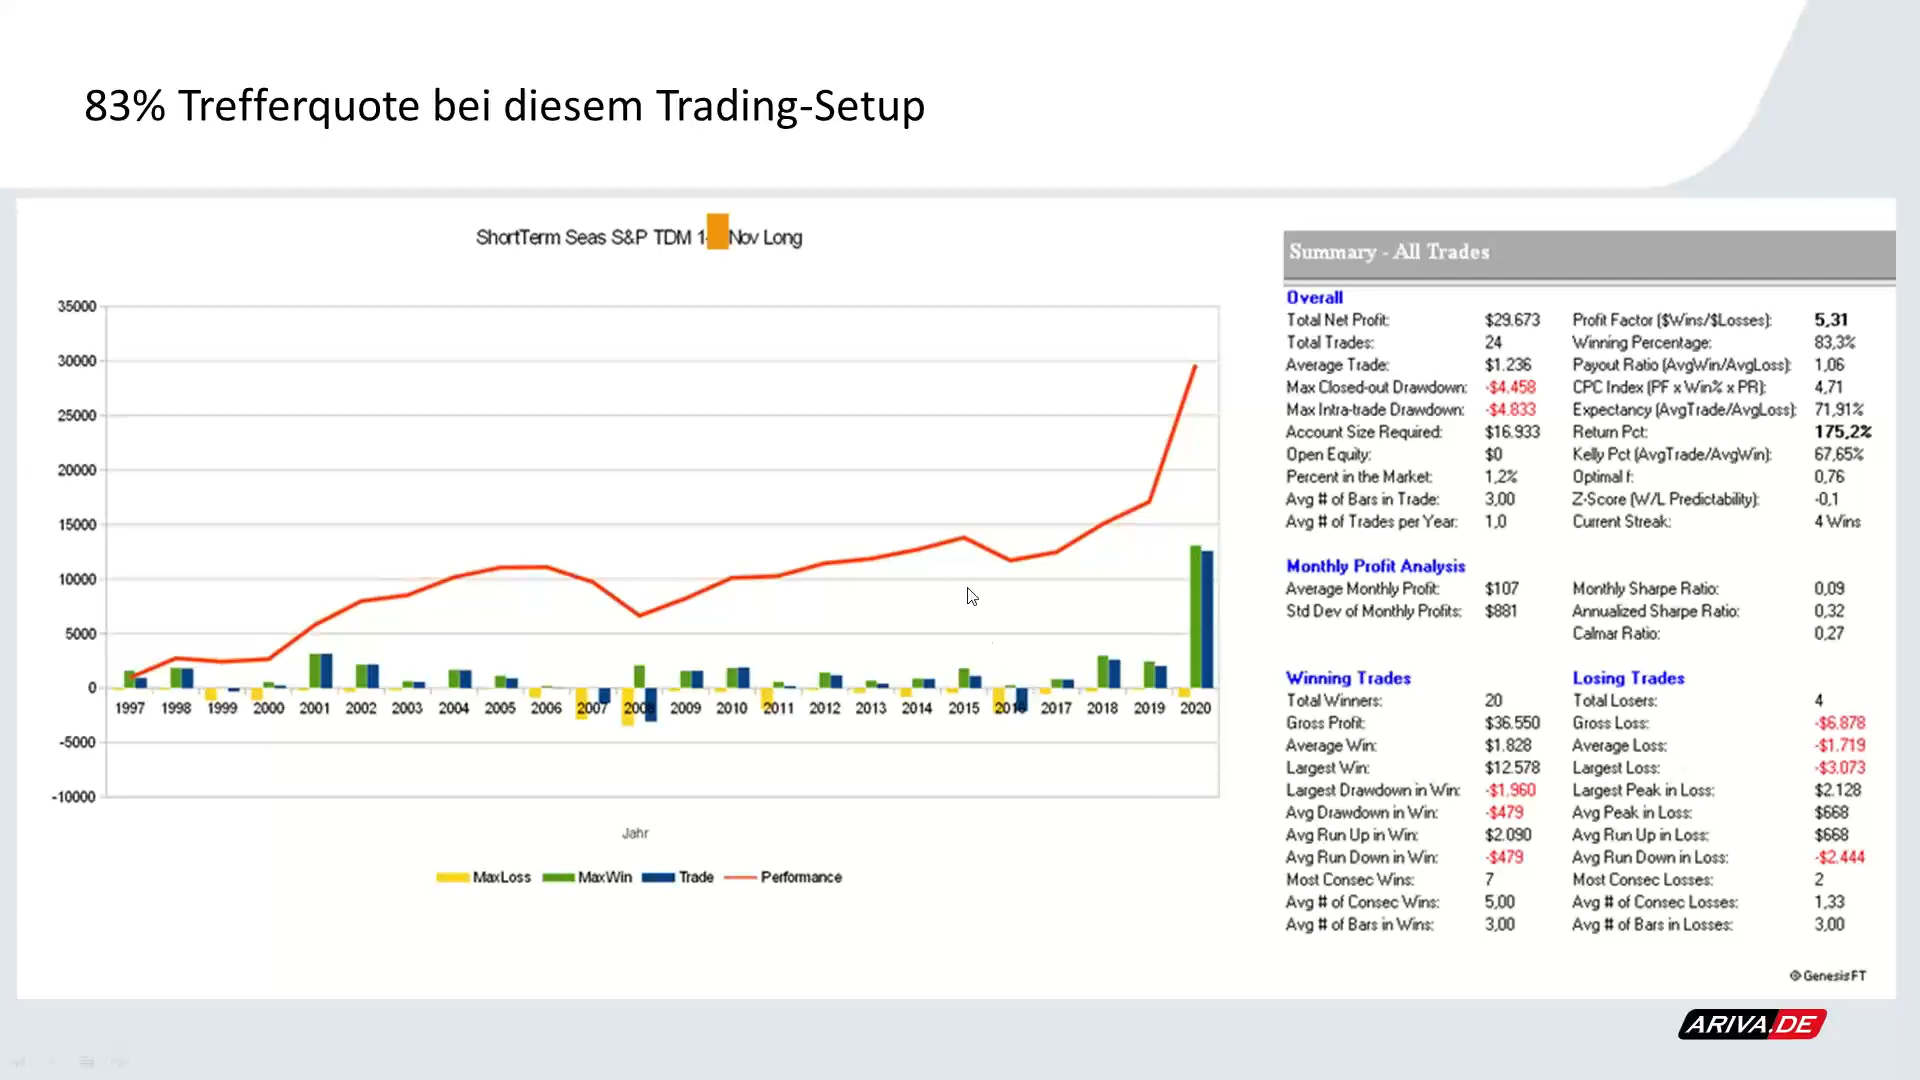 83% Trefferquote bei diesem Trading-Setup
ShortTerm Seas S&P TDM 1- Nov Long
35000
30000
25000
20000
15000
10000
5000
0
-5000
-10000
1997 1998 1999 2000 2001 2002 2003 2004 2005 2006 2007 2008 2009 2010 2011 2012 2013 2014 2015 2016 2017 2018 2019 2020
Jahr
MaxLoss MaxWin Trade Performance
Summary - All Trades
Overall
Total Net Profit: $29.673 Profit Factor ($Wins/$Losses): 5,31
Total Trades: 24 Winning Percentage: 83,3%
Average Trade: $1.236 Payout Ratio (AvgWin/AvgLoss): 1,06
Max Closed-out Drawdown: -$4.458 CPC Index (PF x Win% x PR): 4,71
Max Intra-trade Drawdown: -$4.833 Expectancy (AvgTrade/AvgLoss): 71,91%
Account Size Required: $16.933 Return Pct: 175,2%
Open Equity: $0 Kelly Pct (AvgTrade/AvgWin): 67,65%
Percent in the Market: 1,2% Optimal f: 0,76
Avg # of Bars in Trade: 3,00 Z-Score (W/L Predictability): -0,1
Avg # of Trades per Year: 1,0 Current Streak: 4 Wins
Monthly Profit Analysis
Average Monthly Profit: $107 Monthly Sharpe Ratio: 0,09
Std Dev of Monthly Profits: $881 Annualized Sharpe Ratio: 0,32
Calmar Ratio: 0,27
Winning Trades Losing Trades
Total Winners: 20 Total Losers: 4
Gross Profit: $36.550 Gross Loss: -$6.878
Average Win: $1.828 Average Loss: -$1.719
Largest Win: $12.578 Largest Loss: -$3.073
Largest Drawdown in Win: -$1.960 Largest Peak in Loss: $2.128
Avg Drawdown in Win: -$479 Avg Peak in Loss: $668
Avg Run Up in Win: $2.090 Avg Run Up in Loss: $668
Avg Run Down in Win: -$479 Avg Run Down in Loss: -$2.444
Most Consec Wins: 7 Most Consec Losses: 2
Avg # of Consec Wins: 5,00 Avg # of Consec Losses: 1,33
Avg # of Bars in Wins: 3,00 Avg # of Bars in Losses: 3,00
GenesisFT
ARIVA.DE